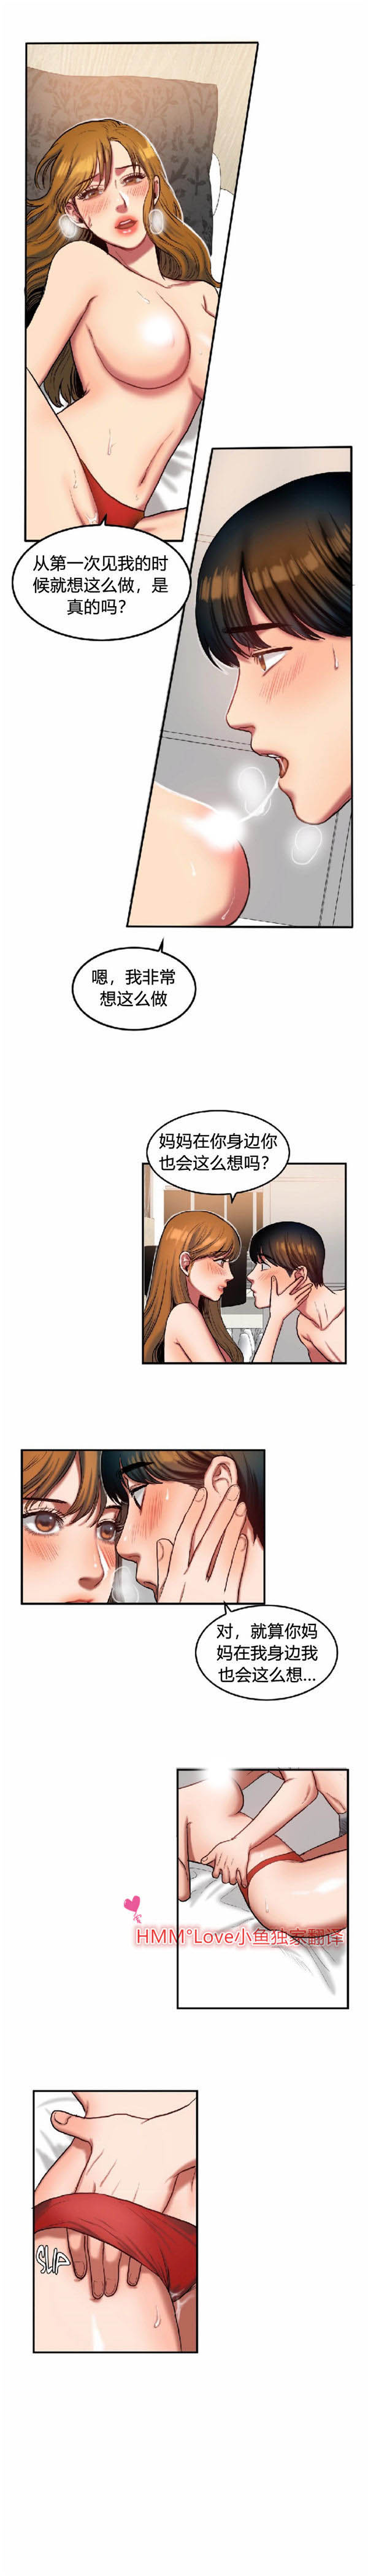 从第一次见我的时
候就想这么做，是
真的吗？
嗯，我非常
想这么做
妈妈在你身边你
也会这么想吗？
对，就算你妈
妈在我身边我
也会这么想...
HMM°Love小鱼独家翻译
SLIP